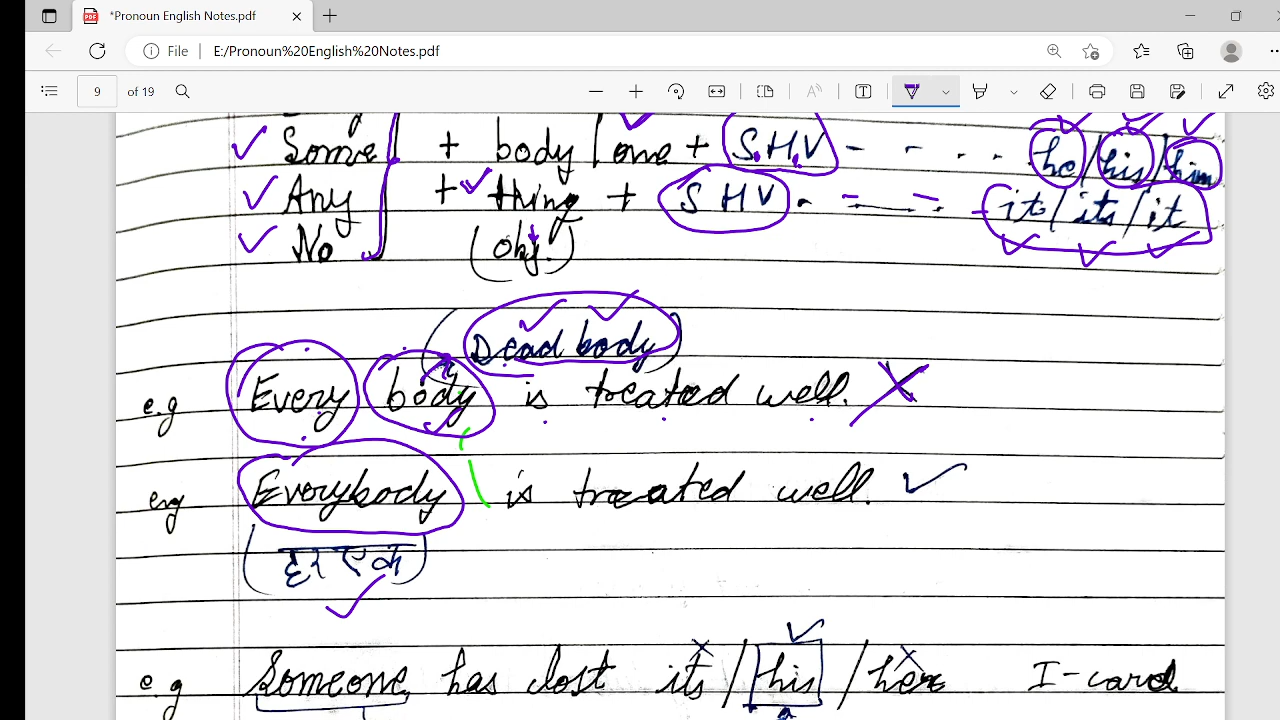 *Pronoun English Notes.pdf
File | E:/Pronoun%20English%20Notes.pdf
9 of 19
Some + body / one + S.H.V - - . . . . he/his/him
Any + thing + S H V - = = - it/its/it
No (obj.)
(Dead body)
e.g Every body is treated well. X
e.g Everybody is treated well. ✓
(हर एक)
e.g Someone has lost its / his / her I-card